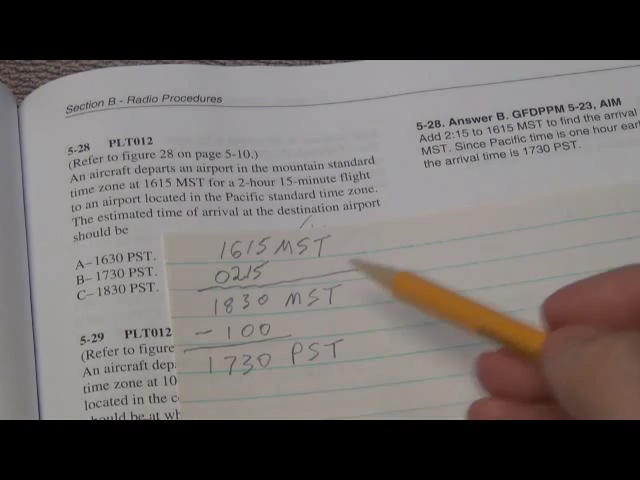 Section B - Radio Procedures
5-28 PLT012
(Refer to figure 28 on page 5-10.)
An aircraft departs an airport in the mountain standard
time zone at 1615 MST for a 2-hour 15-minute flight
to an airport located in the Pacific standard time zone.
The estimated time of arrival at the destination airport
should be
A– 1630 PST.
B– 1730 PST.
C– 1830 PST.
5-29 PLT012
(Refer to figure
An aircraft depa
time zone at 10
located in the c
should be at wh
5-28. Answer B. GFDPPM 5-23, AIM
Add 2:15 to 1615 MST to find the arrival
MST. Since Pacific time is one hour earl
the arrival time is 1730 PST.
1615 MST
0215
1830 MST
- 100
1730 PST